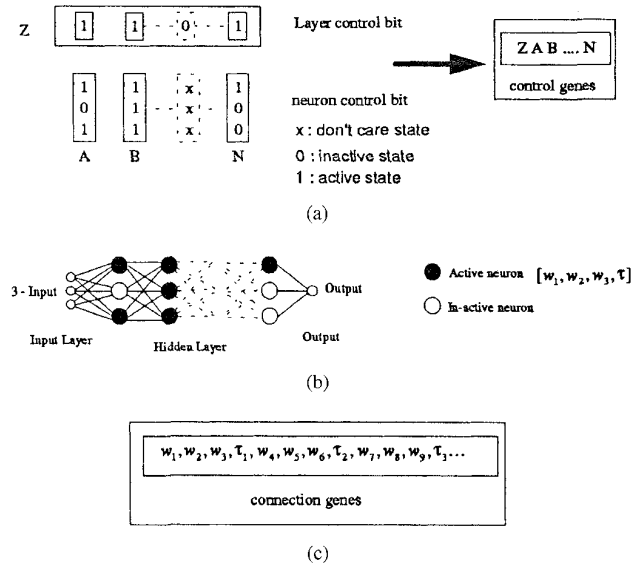 Z
1 1 0 1
Layer control bit
1 1 x 1
0 1 x 0
1 1 x 0
A B N
neuron control bit
x : don't care state
0 : inactive state
1 : active state
Z A B .... N
control genes
(a)
3 - Input
Output
Input Layer
Hidden Layer
Output
Active neuron [w₁, w₂, w₃, τ]
In-active neuron
(b)
w₁, w₂, w₃, τ₁, w₄, w₅, w₆, τ₂, w₇, w₈, w₉, τ₃...
connection genes
(c)